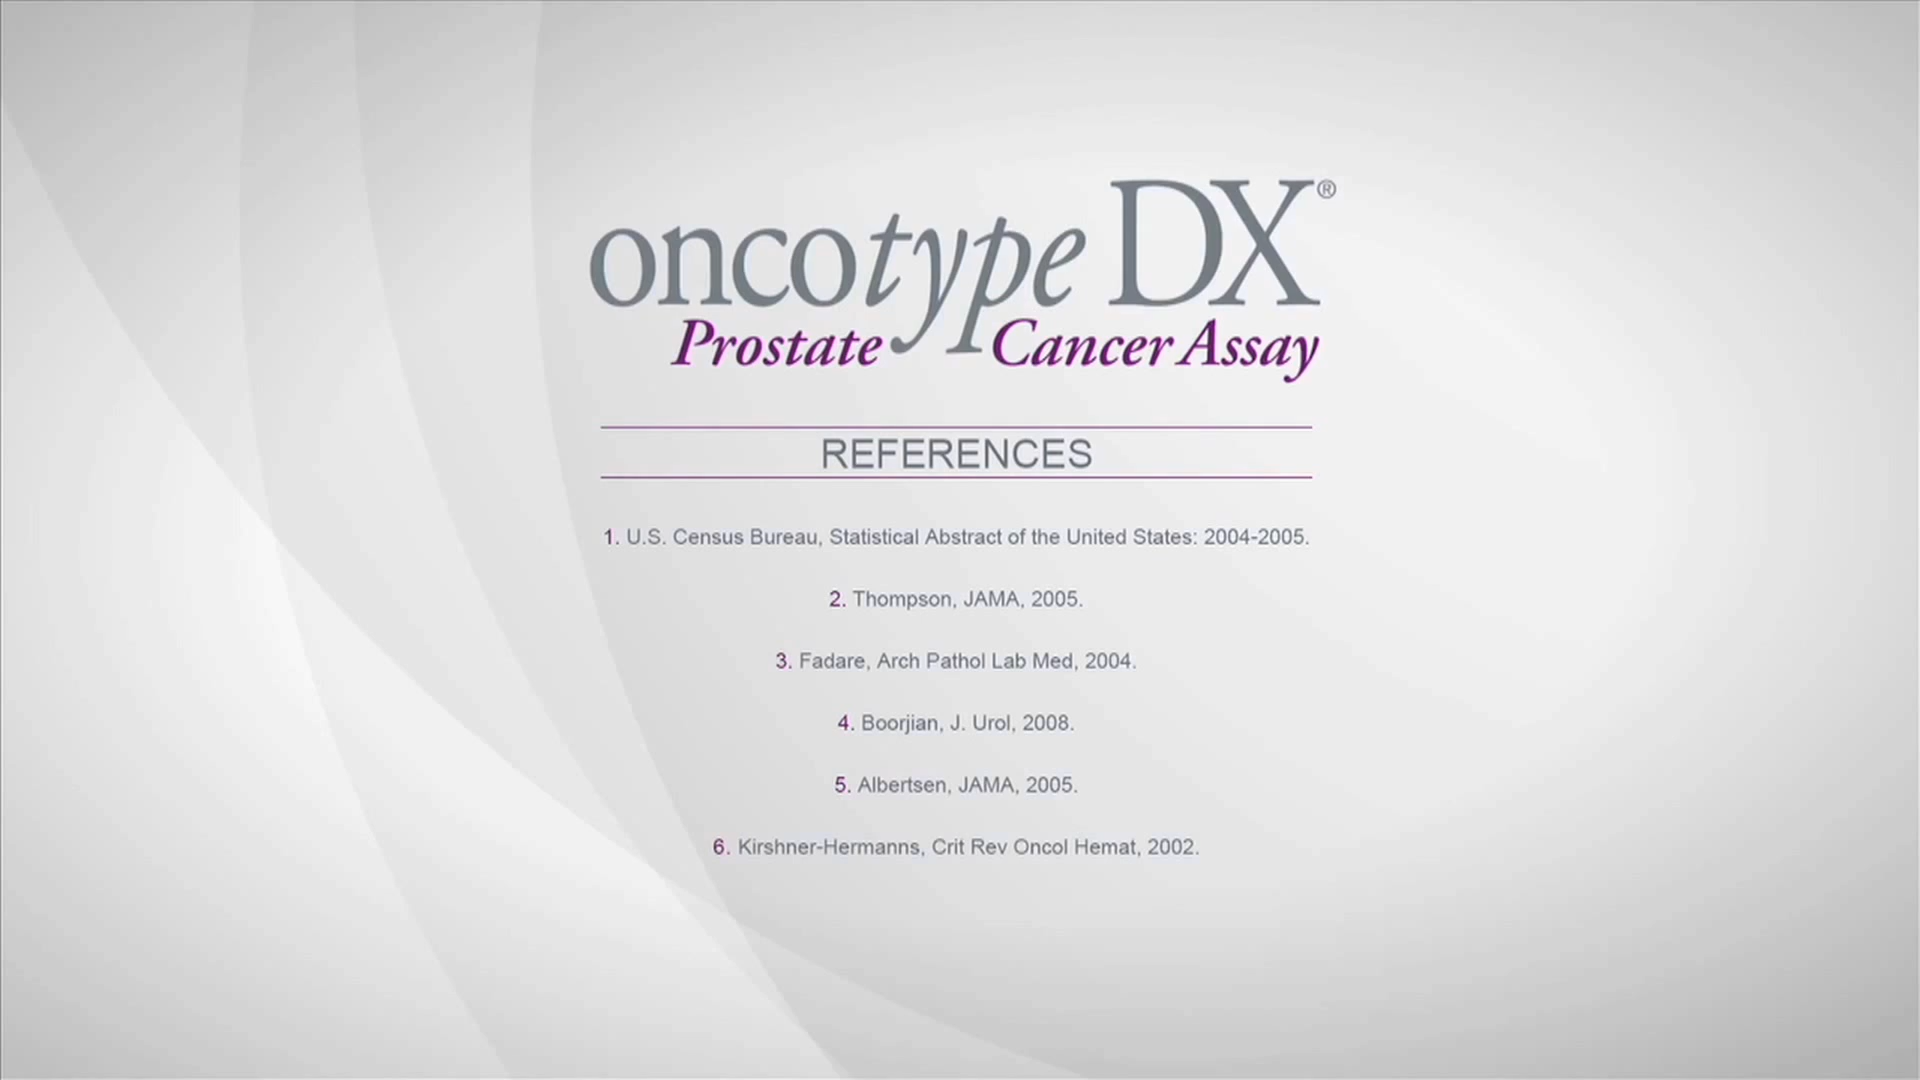 oncotype DX®
Prostate Cancer Assay
REFERENCES
1. U.S. Census Bureau, Statistical Abstract of the United States: 2004-2005.
2. Thompson, JAMA, 2005.
3. Fadare, Arch Pathol Lab Med, 2004.
4. Boorjian, J. Urol, 2008.
5. Albertsen, JAMA, 2005.
6. Kirshner-Hermanns, Crit Rev Oncol Hemat, 2002.